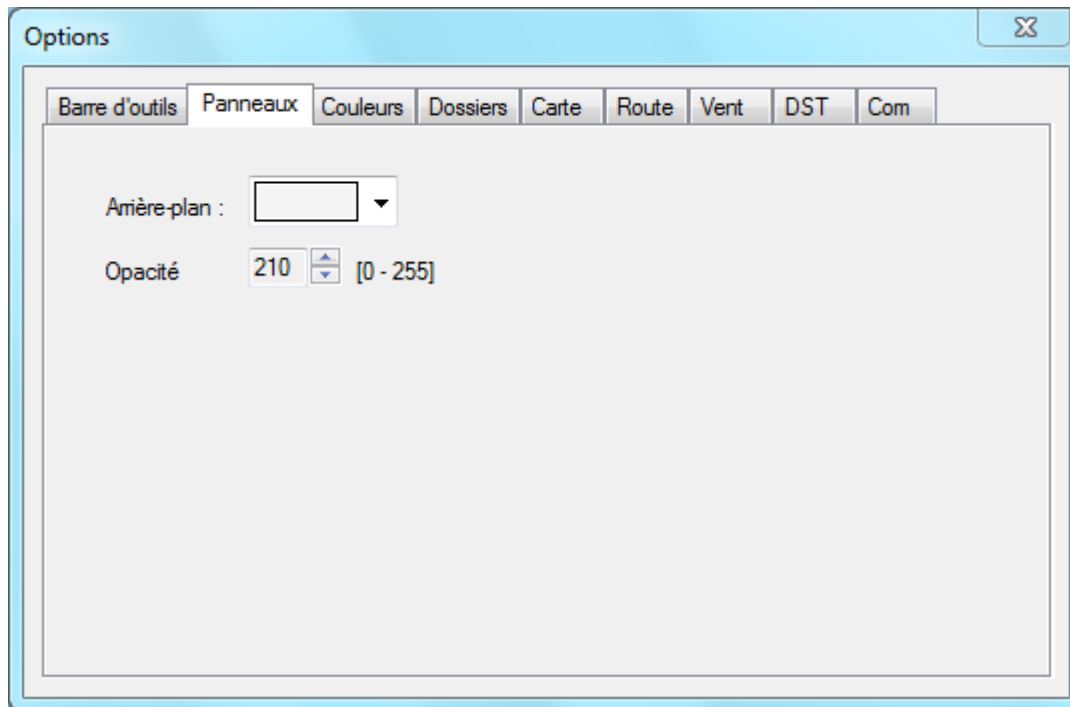 Options
Barre d'outils Panneaux Couleurs Dossiers Carte Route Vent DST Com
Arrière-plan :
Opacité 210 [0 - 255]